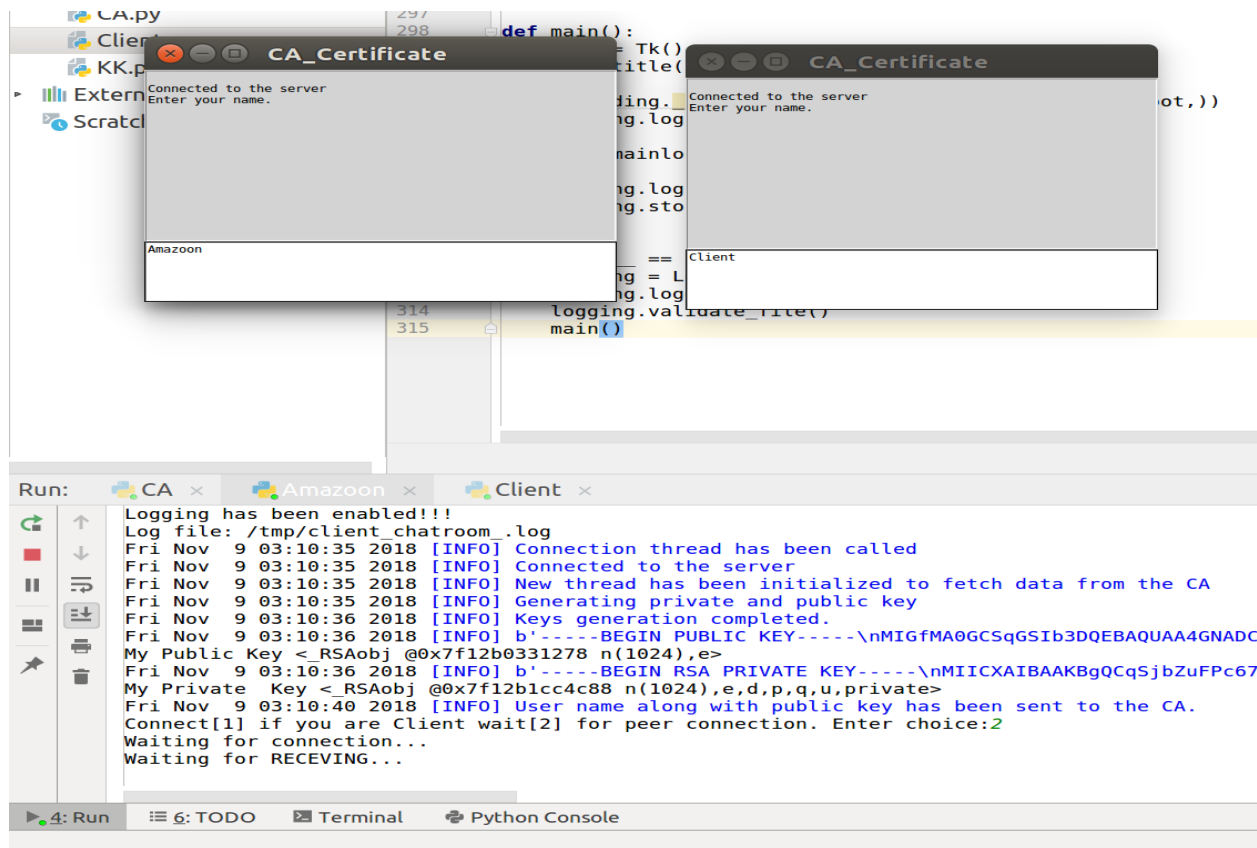 CA.py
Client
KK.p
Extern
Scratc
297
298 def main():
= Tk()
title(
ding._ ot,))
ng.log
mainlo
ng.log
ng.sto
__ ==
ng = L
ng.log
314 logging.validate_file()
315 main()
CA_Certificate
Connected to the server
Enter your name.
Amazoon
CA_Certificate
Connected to the server
Enter your name.
Client
Run: CA × Amazoon × Client ×
Logging has been enabled!!!
Log file: /tmp/client_chatroom_.log
Fri Nov  9 03:10:35 2018 [INFO] Connection thread has been called
Fri Nov  9 03:10:35 2018 [INFO] Connected to the server
Fri Nov  9 03:10:35 2018 [INFO] New thread has been initialized to fetch data from the CA
Fri Nov  9 03:10:35 2018 [INFO] Generating private and public key
Fri Nov  9 03:10:36 2018 [INFO] Keys generation completed.
Fri Nov  9 03:10:36 2018 [INFO] b'-----BEGIN PUBLIC KEY-----\nMIGfMA0GCSqGSIb3DQEBAQUAA4GNADC
My Public Key <_RSAobj @0x7f12b0331278 n(1024),e>
Fri Nov  9 03:10:36 2018 [INFO] b'-----BEGIN RSA PRIVATE KEY-----\nMIICXAIBAAKBgQCqSjbZuFPc67
My Private  Key <_RSAobj @0x7f12b1cc4c88 n(1024),e,d,p,q,u,private>
Fri Nov  9 03:10:40 2018 [INFO] User name along with public key has been sent to the CA.
Connect[1] if you are Client wait[2] for peer connection. Enter choice:2
Waiting for connection...
Waiting for RECEVING...
4: Run 6: TODO Terminal Python Console